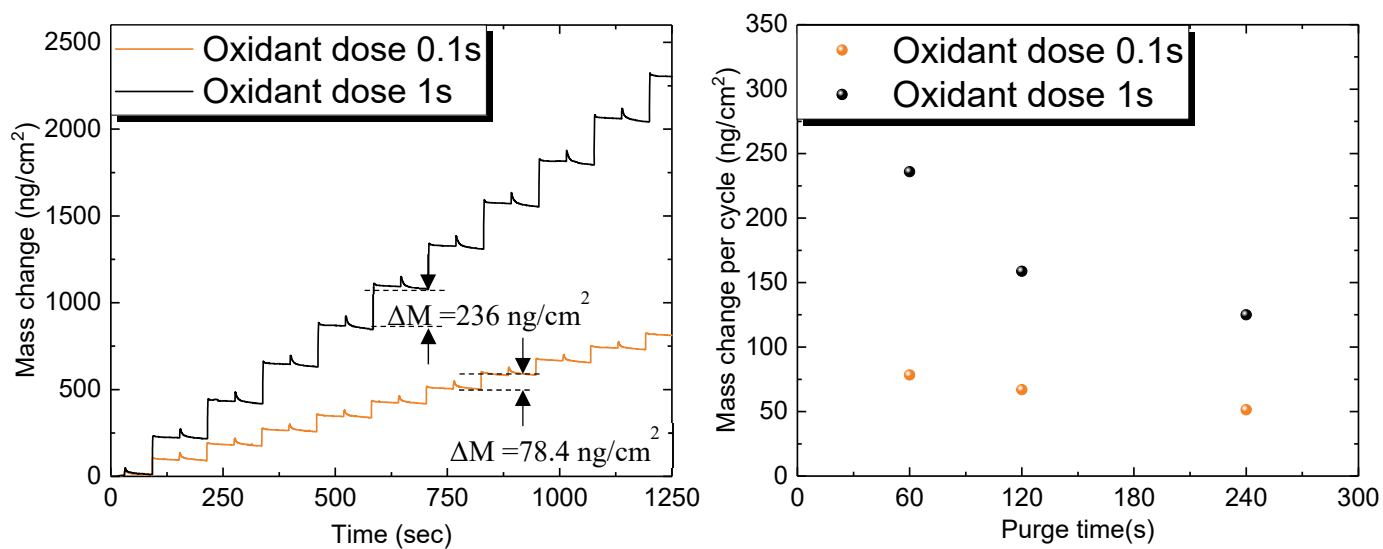 Oxidant dose 0.1s
Oxidant dose 1s
Mass change (ng/cm²)
2500
2000
1500
1000
500
0
ΔM =236 ng/cm²
ΔM =78.4 ng/cm²
0 250 500 750 1000 1250
Time (sec)
Oxidant dose 0.1s
Oxidant dose 1s
Mass change per cycle (ng/cm²)
350
300
250
200
150
100
50
0
0 60 120 180 240 300
Purge time(s)